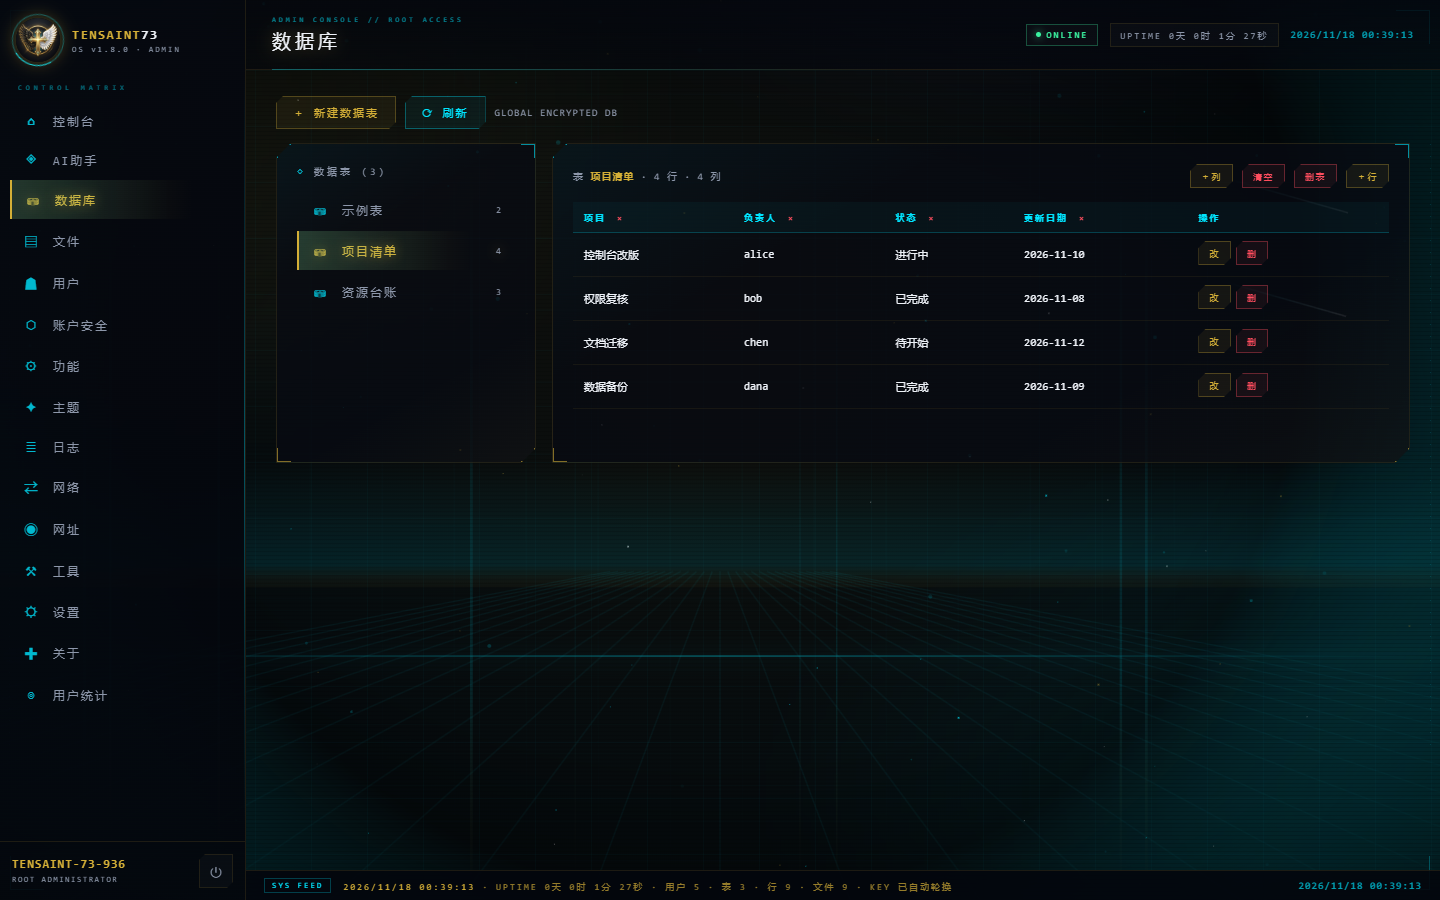 TENSAINT73
OS v1.8.0 · ADMIN
CONTROL MATRIX
控制台
AI助手
数据库
文件
用户
账户安全
功能
主题
日志
网络
网址
工具
设置
关于
用户统计
TENSAINT-73-936
ROOT ADMINISTRATOR
ADMIN CONSOLE // ROOT ACCESS
数据库
ONLINE
UPTIME 0天 0时 1分 27秒
2026/11/18 00:39:13
+ 新建数据表
刷新
GLOBAL ENCRYPTED DB
数据表 (3)
示例表 2
项目清单 4
资源台账 3
表 项目清单 · 4 行 · 4 列
+列 清空 删表 +行
项目 × 负责人 × 状态 × 更新日期 × 操作
控制台改版 alice 进行中 2026-11-10 改 删
权限复核 bob 已完成 2026-11-08 改 删
文档迁移 chen 待开始 2026-11-12 改 删
数据备份 dana 已完成 2026-11-09 改 删
SYS FEED
2026/11/18 00:39:13 · UPTIME 0天 0时 1分 27秒 · 用户 5 · 表 3 · 行 9 · 文件 9 · KEY 已自动轮换
2026/11/18 00:39:13